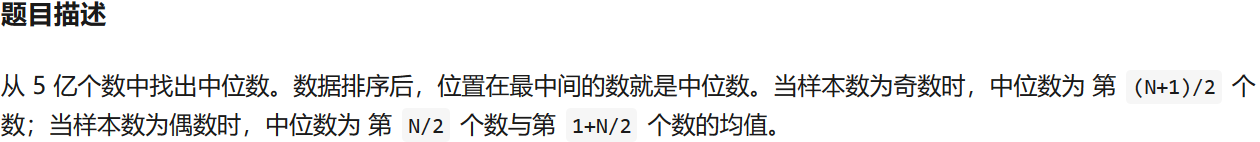 题目描述
从 5 亿个数中找出中位数。数据排序后，位置在最中间的数就是中位数。当样本数为奇数时，中位数为 第 (N+1)/2 个
数；当样本数为偶数时，中位数为 第 N/2 个数与第 1+N/2 个数的均值。